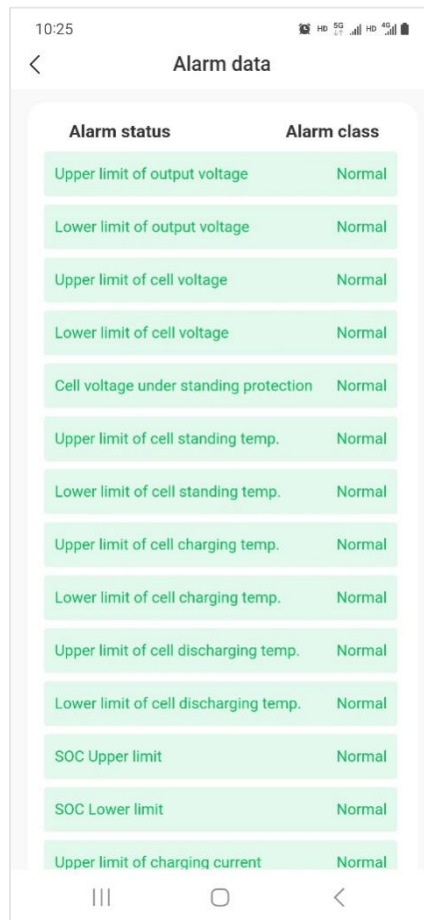 10:25 HD 5G HD 4G
Alarm data
Alarm status Alarm class
Upper limit of output voltage Normal
Lower limit of output voltage Normal
Upper limit of cell voltage Normal
Lower limit of cell voltage Normal
Cell voltage under standing protection Normal
Upper limit of cell standing temp. Normal
Lower limit of cell standing temp. Normal
Upper limit of cell charging temp. Normal
Lower limit of cell charging temp. Normal
Upper limit of cell discharging temp. Normal
Lower limit of cell discharging temp. Normal
SOC Upper limit Normal
SOC Lower limit Normal
Upper limit of charging current Normal